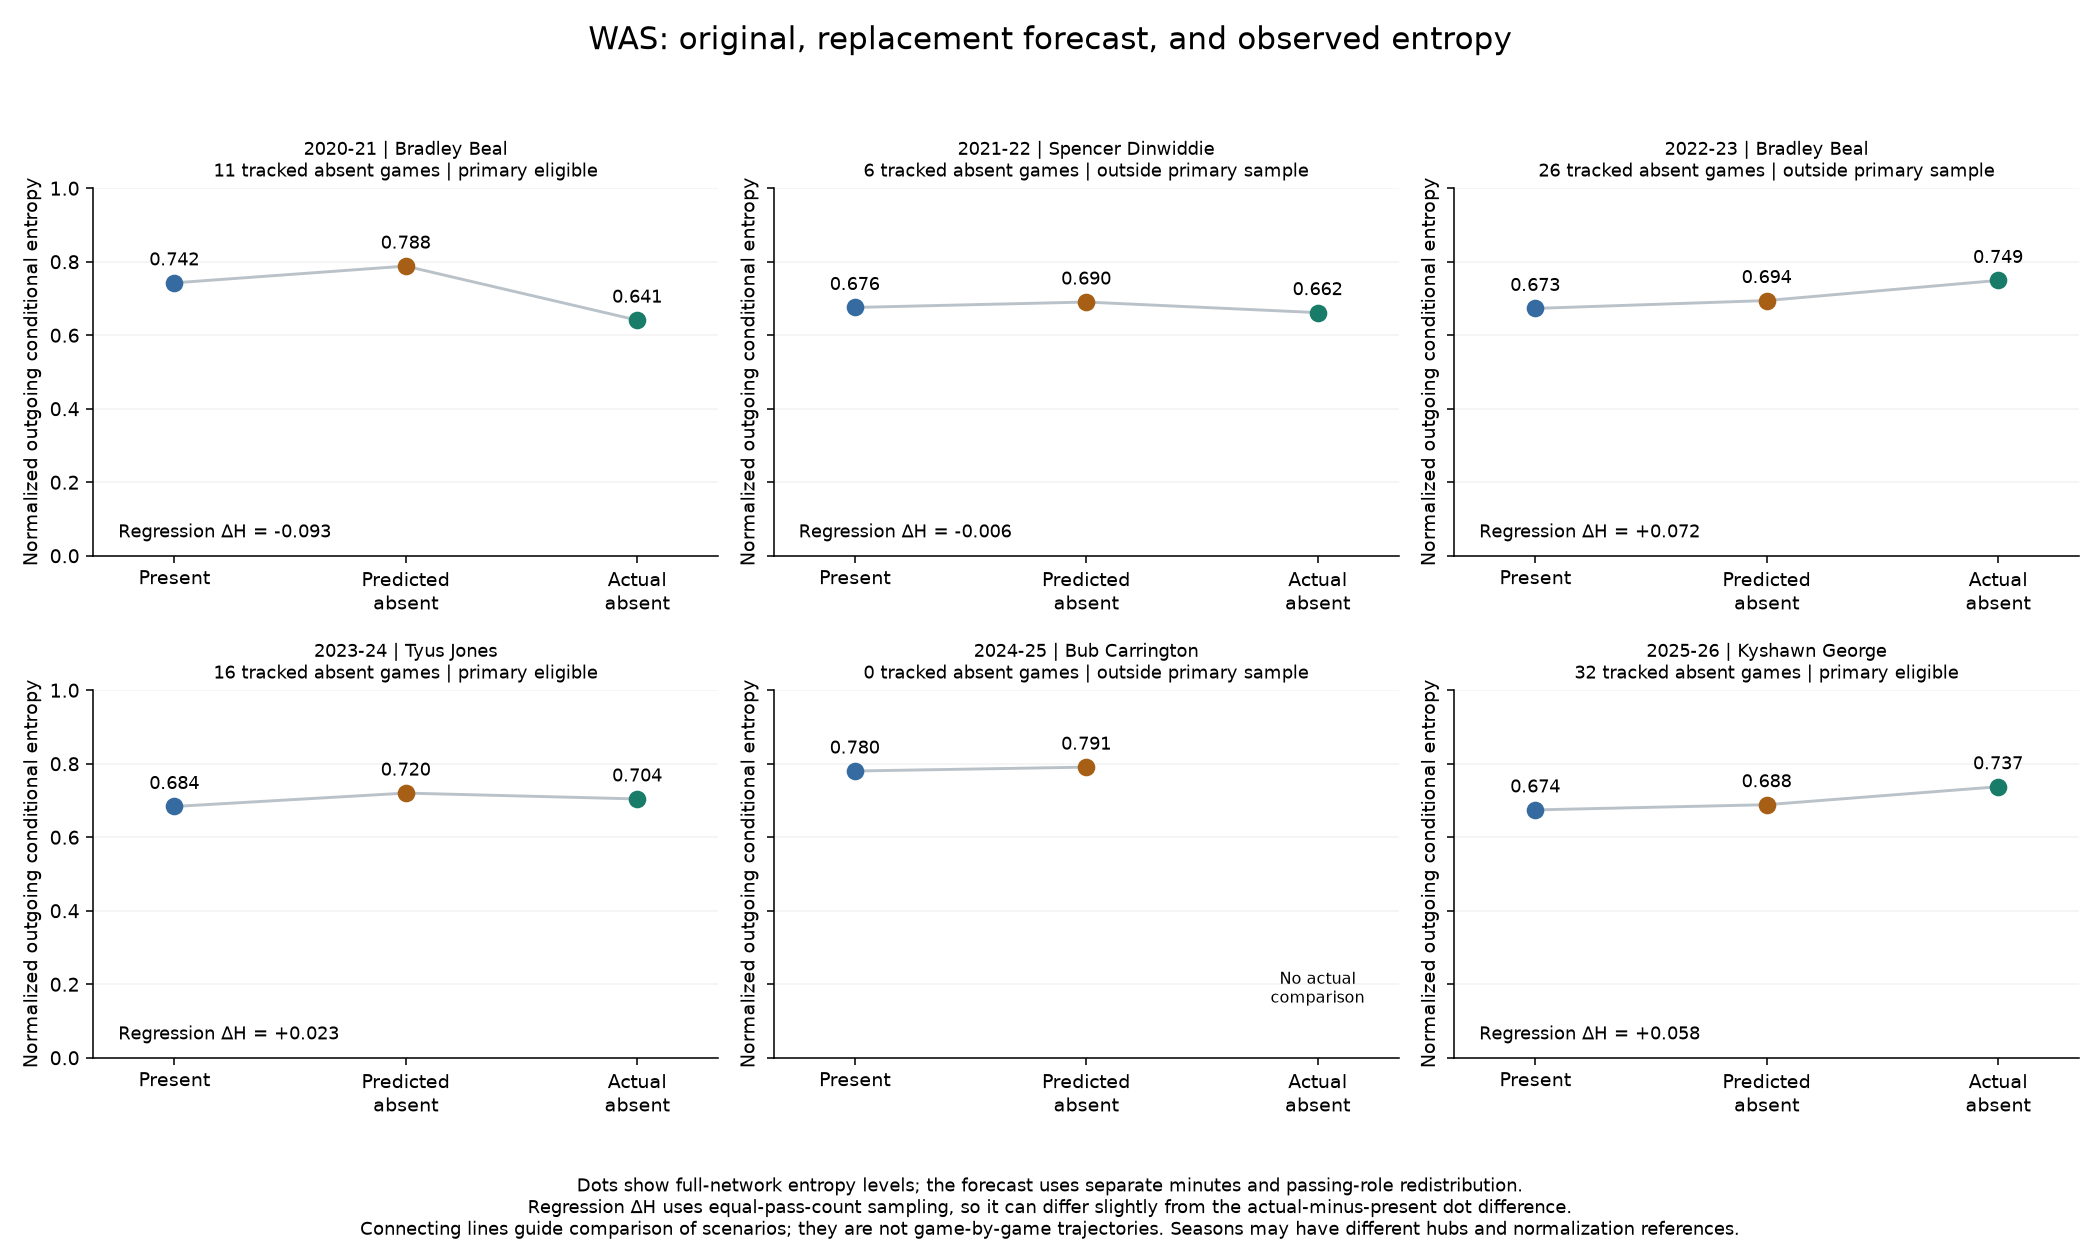 WAS: original, replacement forecast, and observed entropy
2020-21 | Bradley Beal
11 tracked absent games | primary eligible
Normalized outgoing conditional entropy
1.0
0.8
0.6
0.4
0.2
0.0
0.742
0.788
0.641
Regression ΔH = -0.093
Present
Predicted
absent
Actual
absent
2021-22 | Spencer Dinwiddie
6 tracked absent games | outside primary sample
Normalized outgoing conditional entropy
0.676
0.690
0.662
Regression ΔH = -0.006
Present
Predicted
absent
Actual
absent
2022-23 | Bradley Beal
26 tracked absent games | outside primary sample
Normalized outgoing conditional entropy
0.673
0.694
0.749
Regression ΔH = +0.072
Present
Predicted
absent
Actual
absent
2023-24 | Tyus Jones
16 tracked absent games | primary eligible
Normalized outgoing conditional entropy
1.0
0.8
0.6
0.4
0.2
0.0
0.684
0.720
0.704
Regression ΔH = +0.023
Present
Predicted
absent
Actual
absent
2024-25 | Bub Carrington
0 tracked absent games | outside primary sample
Normalized outgoing conditional entropy
0.780
0.791
No actual
comparison
Present
Predicted
absent
Actual
absent
2025-26 | Kyshawn George
32 tracked absent games | primary eligible
Normalized outgoing conditional entropy
0.674
0.688
0.737
Regression ΔH = +0.058
Present
Predicted
absent
Actual
absent
Dots show full-network entropy levels; the forecast uses separate minutes and passing-role redistribution.
Regression ΔH uses equal-pass-count sampling, so it can differ slightly from the actual-minus-present dot difference.
Connecting lines guide comparison of scenarios; they are not game-by-game trajectories. Seasons may have different hubs and normalization references.